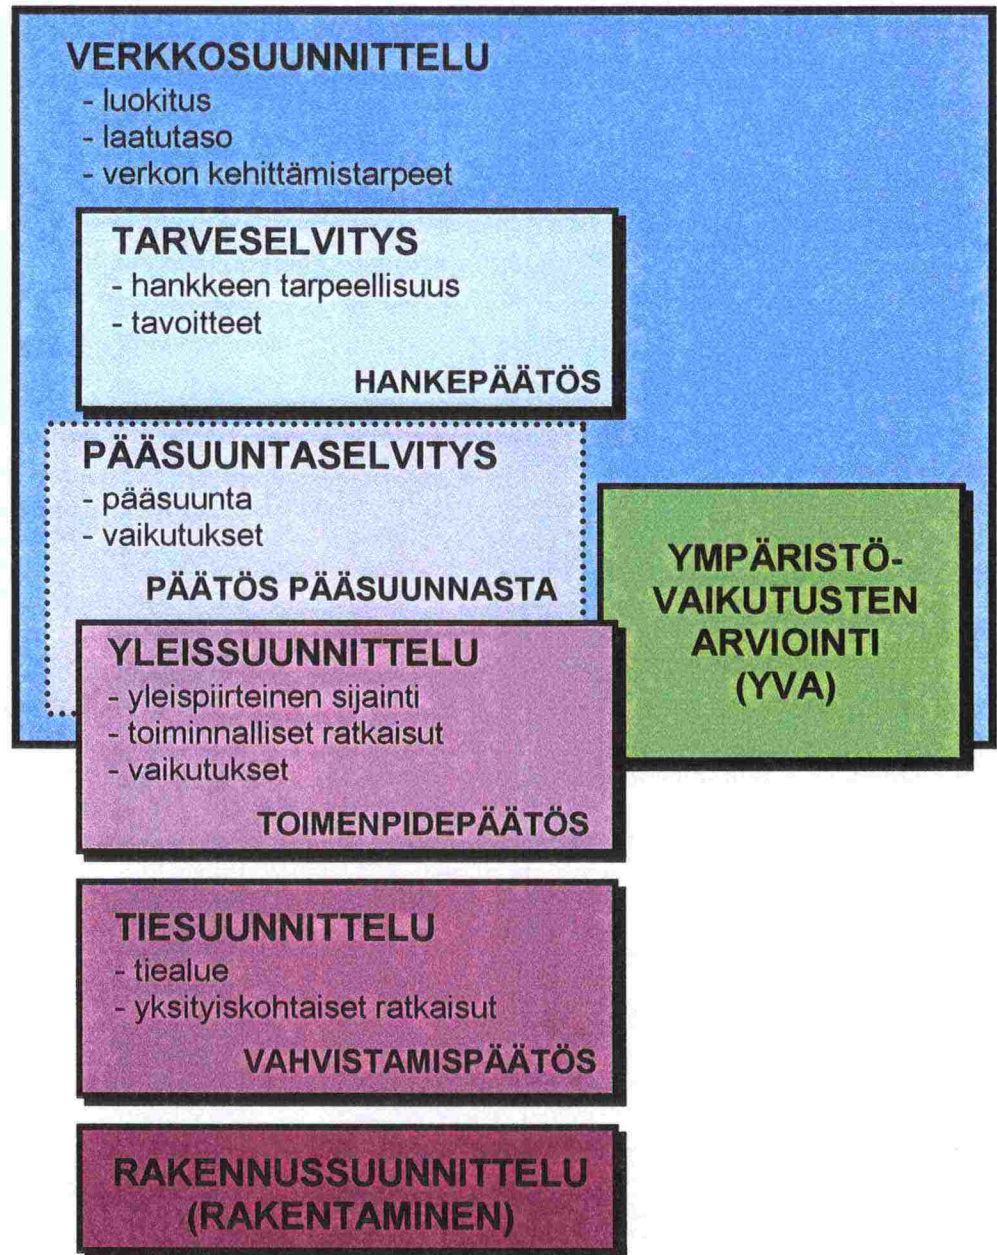 VERKKOSUUNNITTELU
- luokitus
- laatutaso
- verkon kehittämistarpeet
TARVESELVITYS
- hankkeen tarpeellisuus
- tavoitteet
HANKEPÄÄTÖS
PÄÄSUUNTASELVITYS
- pääsuunta
- vaikutukset
PÄÄTÖS PÄÄSUUNNASTA
YMPÄRISTÖ-
VAIKUTUSTEN
ARVIOINTI
(YVA)
YLEISSUUNNITTELU
- yleispiirteinen sijainti
- toiminnalliset ratkaisut
- vaikutukset
TOIMENPIDEPÄÄTÖS
TIESUUNNITTELU
- tiealue
- yksityiskohtaiset ratkaisut
VAHVISTAMISPÄÄTÖS
RAKENNUSSUUNNITTELU
(RAKENTAMINEN)